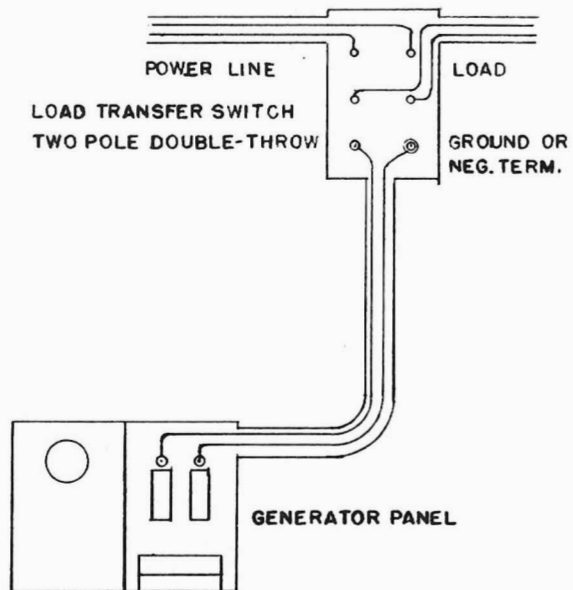 POWER LINE
LOAD
LOAD TRANSFER SWITCH
TWO POLE DOUBLE-THROW
GROUND OR
NEG. TERM.
GENERATOR PANEL